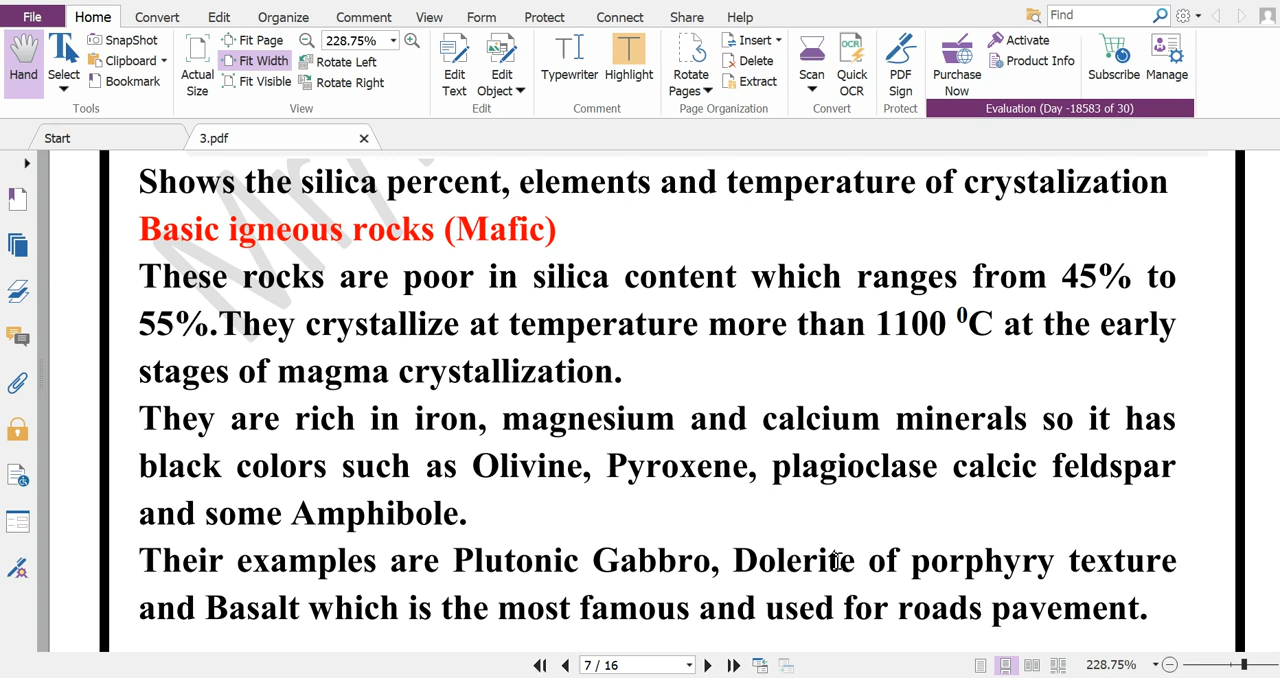 File Home Convert Edit Organize Comment View Form Protect Connect Share Help Find
Hand
Select
SnapShot
Clipboard
Bookmark
Tools
Actual Size
Fit Page
Fit Width
Fit Visible
228.75%
Rotate Left
Rotate Right
View
Edit Text
Edit Object
Edit
Typewriter
Highlight
Comment
Rotate Pages
Insert
Delete
Extract
Page Organization
Scan
Quick OCR
OCR
Convert
PDF Sign
Protect
Purchase Now
Activate
Product Info
Subscribe
Manage
Evaluation (Day -18583 of 30)
Start
3.pdf
Shows the silica percent, elements and temperature of crystalization
Basic igneous rocks (Mafic)
These rocks are poor in silica content which ranges from 45% to
55%.They crystallize at temperature more than 1100 ⁰C at the early
stages of magma crystallization.
They are rich in iron, magnesium and calcium minerals so it has
black colors such as Olivine, Pyroxene, plagioclase calcic feldspar
and some Amphibole.
Their examples are Plutonic Gabbro, Dolerite of porphyry texture
and Basalt which is the most famous and used for roads pavement.
7 / 16
228.75%